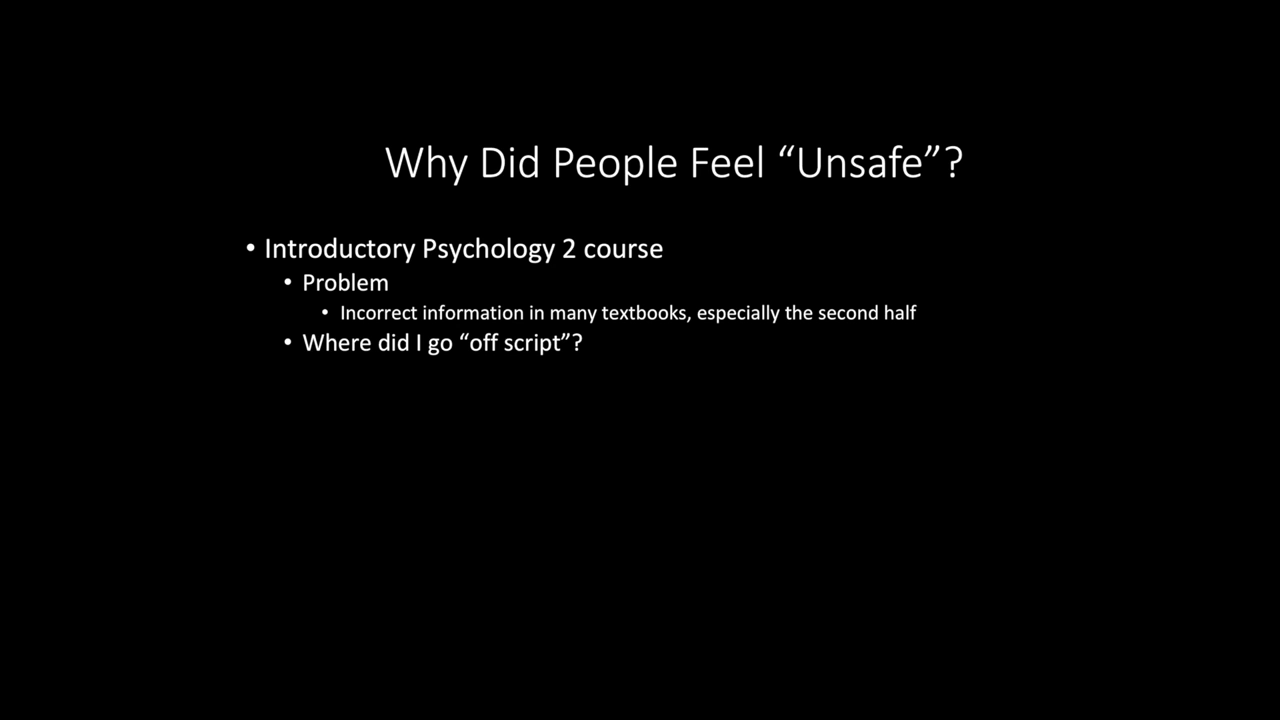 Why Did People Feel “Unsafe”?
• Introductory Psychology 2 course
• Problem
• Incorrect information in many textbooks, especially the second half
• Where did I go “off script”?